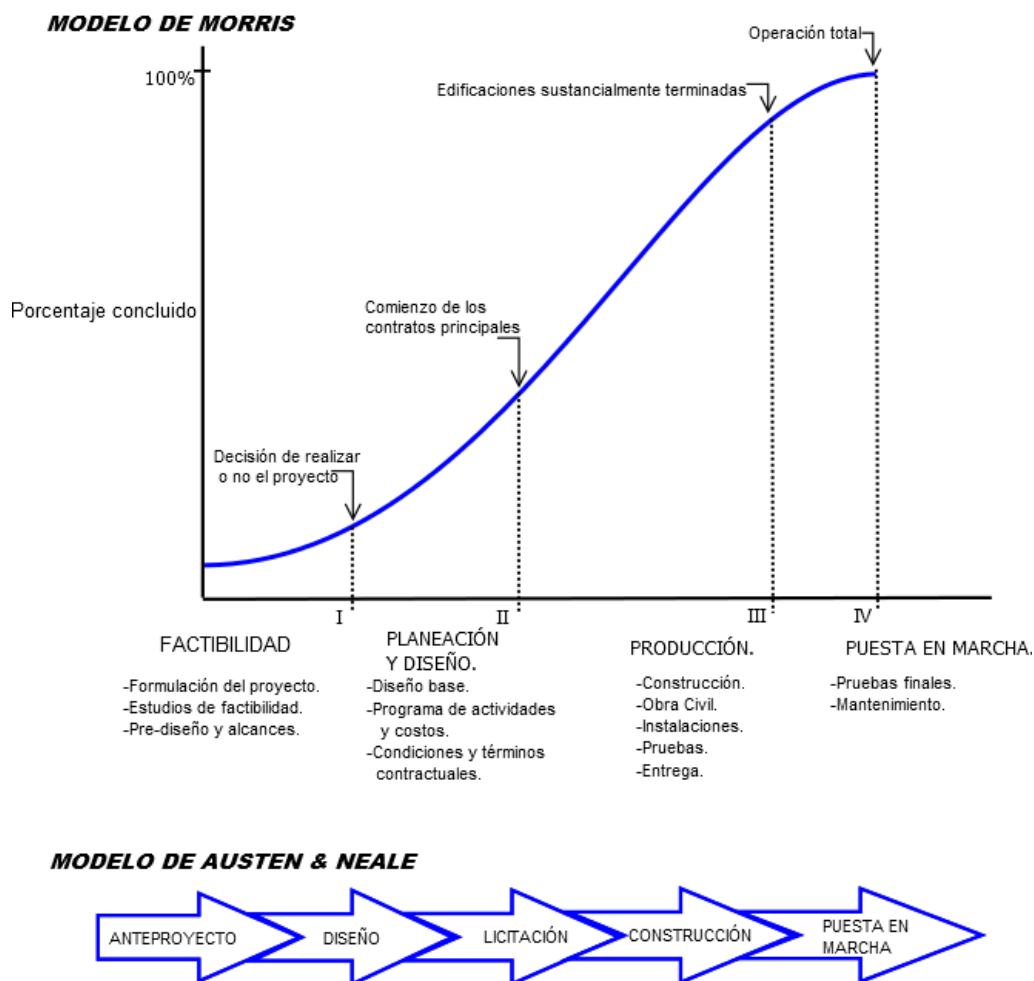 MODELO DE MORRIS
Operación total
100%
Edificaciones sustancialmente terminadas
Porcentaje concluido
Comienzo de los
contratos principales
Decisión de realizar
o no el proyecto
I
II
III
IV
FACTIBILIDAD
-Formulación del proyecto.
-Estudios de factibilidad.
-Pre-diseño y alcances.
PLANEACIÓN
Y DISEÑO.
-Diseño base.
-Programa de actividades
y costos.
-Condiciones y términos
contractuales.
PRODUCCIÓN.
-Construcción.
-Obra Civil.
-Instalaciones.
-Pruebas.
-Entrega.
PUESTA EN MARCHA.
-Pruebas finales.
-Mantenimiento.
MODELO DE AUSTEN & NEALE
ANTEPROYECTO
DISEÑO
LICITACIÓN
CONSTRUCCIÓN
PUESTA EN
MARCHA